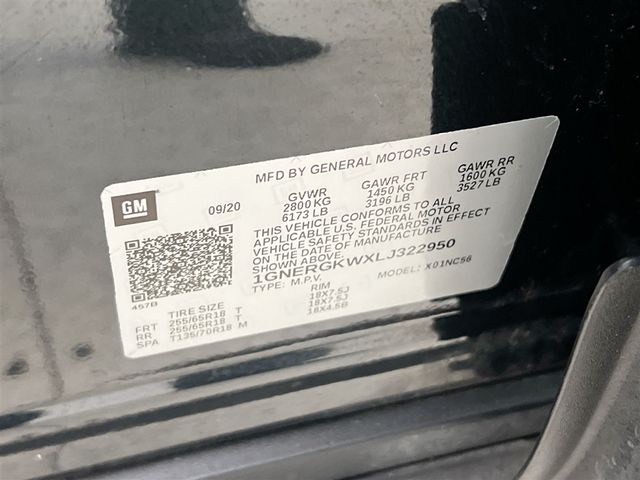 MFD BY GENERAL MOTORS LLC
GM
09/20
GVWR GAWR FRT GAWR RR
2800 KG 1450 KG 1600 KG
6173 LB 3196 LB 3527 LB
THIS VEHICLE CONFORMS TO ALL
APPLICABLE U.S. FEDERAL MOTOR
VEHICLE SAFETY STANDARDS IN EFFECT
ON THE DATE OF MANUFACTURE
SHOWN ABOVE.
1GNERGKWXLJ322950
TYPE: M.P.V. MODEL: X01NC56
457B
TIRE SIZE RIM
FRT 255/65R18 T 18X7.5J
RR 255/65R18 T 18X7.5J
SPA T135/70R18 M 18X4.5B